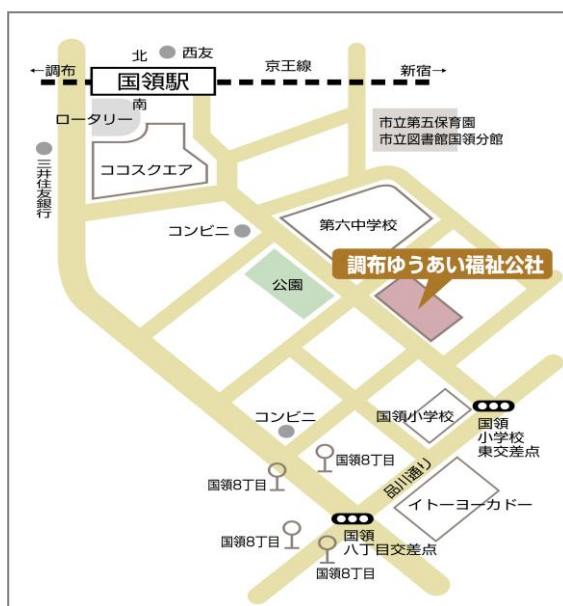 北
西友
←調布
国領駅
京王線
新宿→
南
ロータリー
市立第五保育園
市立図書館国領分館
三井住友銀行
ココスクエア
コンビニ
第六中学校
調布ゆうあい福祉公社
公園
コンビニ
国領小学校
国領
小学校
東交差点
国領8丁目
国領8丁目
品川通り
イトーヨーカドー
国領8丁目
国領
八丁目交差点
国領8丁目